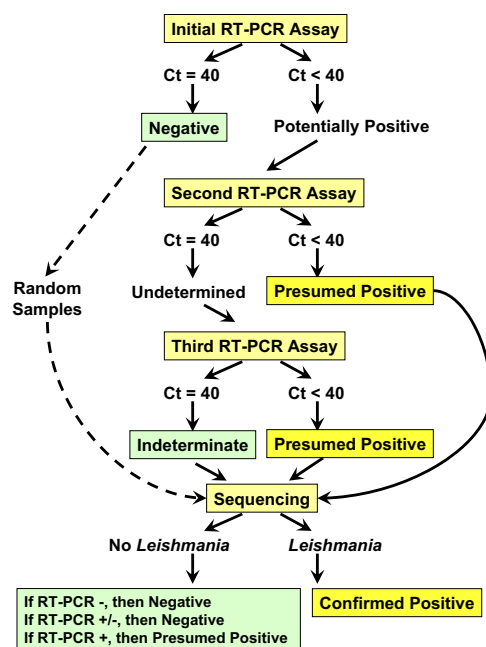 Initial RT-PCR Assay
Ct = 40
Ct < 40
Negative
Potentially Positive
Second RT-PCR Assay
Ct = 40
Ct < 40
Random
Samples
Undetermined
Presumed Positive
Third RT-PCR Assay
Ct = 40
Ct < 40
Indeterminate
Presumed Positive
Sequencing
No Leishmania
Leishmania
If RT-PCR -, then Negative
If RT-PCR +/-, then Negative
If RT-PCR +, then Presumed Positive
Confirmed Positive